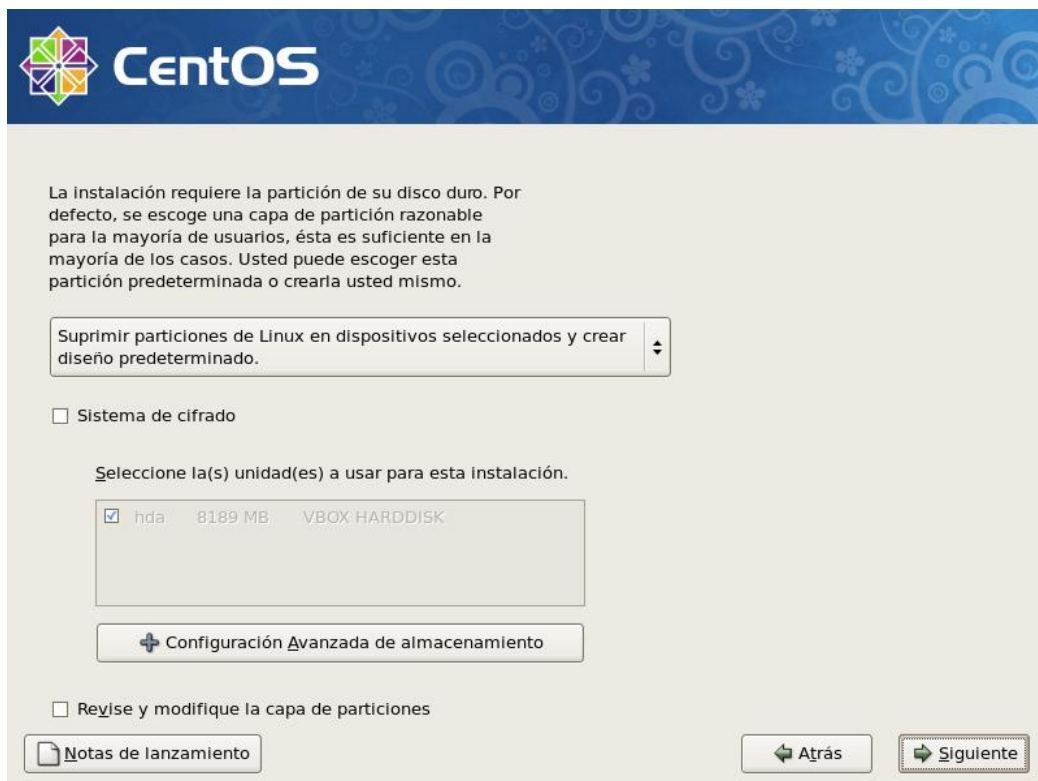 CentOS
La instalación requiere la partición de su disco duro. Por
defecto, se escoge una capa de partición razonable
para la mayoría de usuarios, ésta es suficiente en la
mayoría de los casos. Usted puede escoger esta
partición predeterminada o crearla usted mismo.
Suprimir particiones de Linux en dispositivos seleccionados y crear
diseño predeterminado.
Sistema de cifrado
Seleccione la(s) unidad(es) a usar para esta instalación.
hda 8189 MB VBOX HARDDISK
Configuración Avanzada de almacenamiento
Revise y modifique la capa de particiones
Notas de lanzamiento Atrás Siguiente